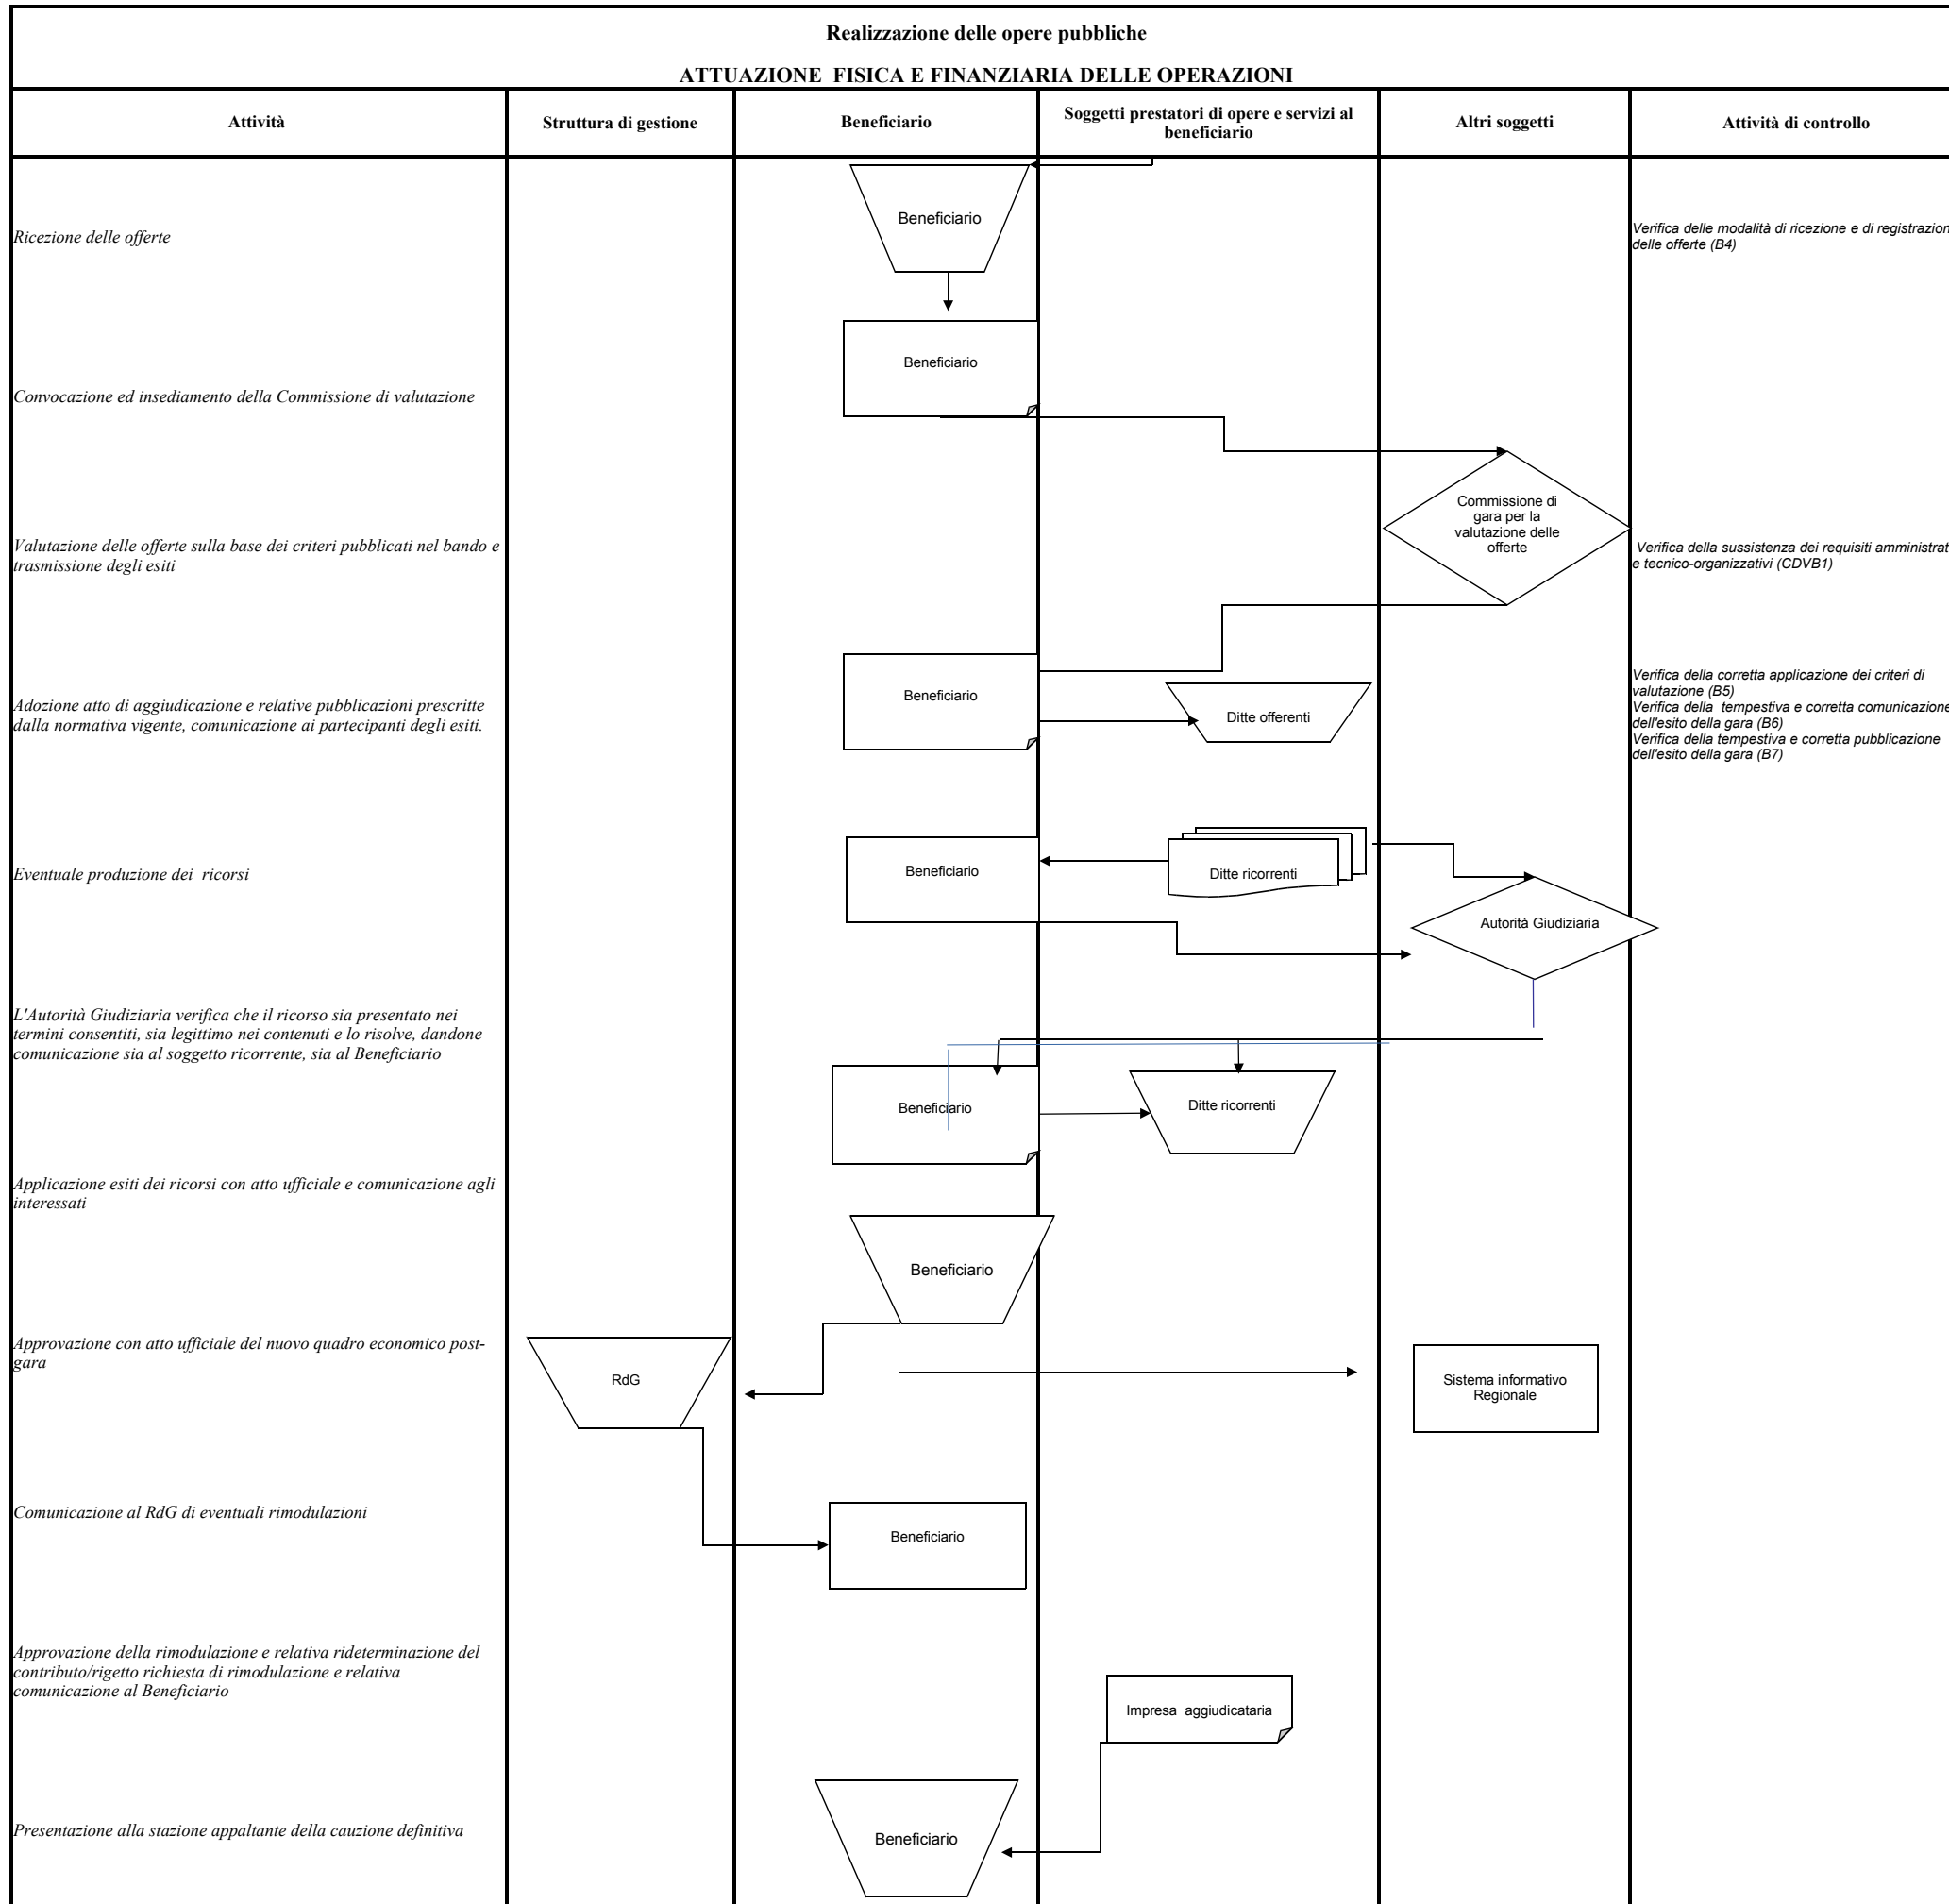 Realizzazione delle opere pubbliche
ATTUAZIONE FISICA E FINANZIARIA DELLE OPERAZIONI
Attività
Struttura di gestione
Beneficiario
Soggetti prestatori di opere e servizi al
beneficiario
Altri soggetti
Attività di controllo
Ricezione delle offerte
Beneficiario
Verifica delle modalità di ricezione e di registrazion
delle offerte (B4)
Beneficiario
Convocazione ed insediamento della Commissione di valutazione
Commissione di
gara per la
valutazione delle
offerte
Valutazione delle offerte sulla base dei criteri pubblicati nel bando e
trasmissione degli esiti
Verifica della sussistenza dei requisiti amministrat
e tecnico-organizzativi (CDVB1)
Adozione atto di aggiudicazione e relative pubblicazioni prescritte
dalla normativa vigente, comunicazione ai partecipanti degli esiti.
Beneficiario
Ditte offerenti
Verifica della corretta applicazione dei criteri di
valutazione (B5)
Verifica della tempestiva e corretta comunicazione
dell'esito della gara (B6)
Verifica della tempestiva e corretta pubblicazione
dell'esito della gara (B7)
Eventuale produzione dei ricorsi
Beneficiario
Ditte ricorrenti
Autorità Giudiziaria
L'Autorità Giudiziaria verifica che il ricorso sia presentato nei
termini consentiti, sia legittimo nei contenuti e lo risolve, dandone
comunicazione sia al soggetto ricorrente, sia al Beneficiario
Beneficiario
Ditte ricorrenti
Applicazione esiti dei ricorsi con atto ufficiale e comunicazione agli
interessati
Beneficiario
Approvazione con atto ufficiale del nuovo quadro economico post-
gara
RdG
Sistema informativo
Regionale
Comunicazione al RdG di eventuali rimodulazioni
Beneficiario
Approvazione della rimodulazione e relativa rideterminazione del
contributo/rigetto richiesta di rimodulazione e relativa
comunicazione al Beneficiario
Impresa aggiudicataria
Presentazione alla stazione appaltante della cauzione definitiva
Beneficiario